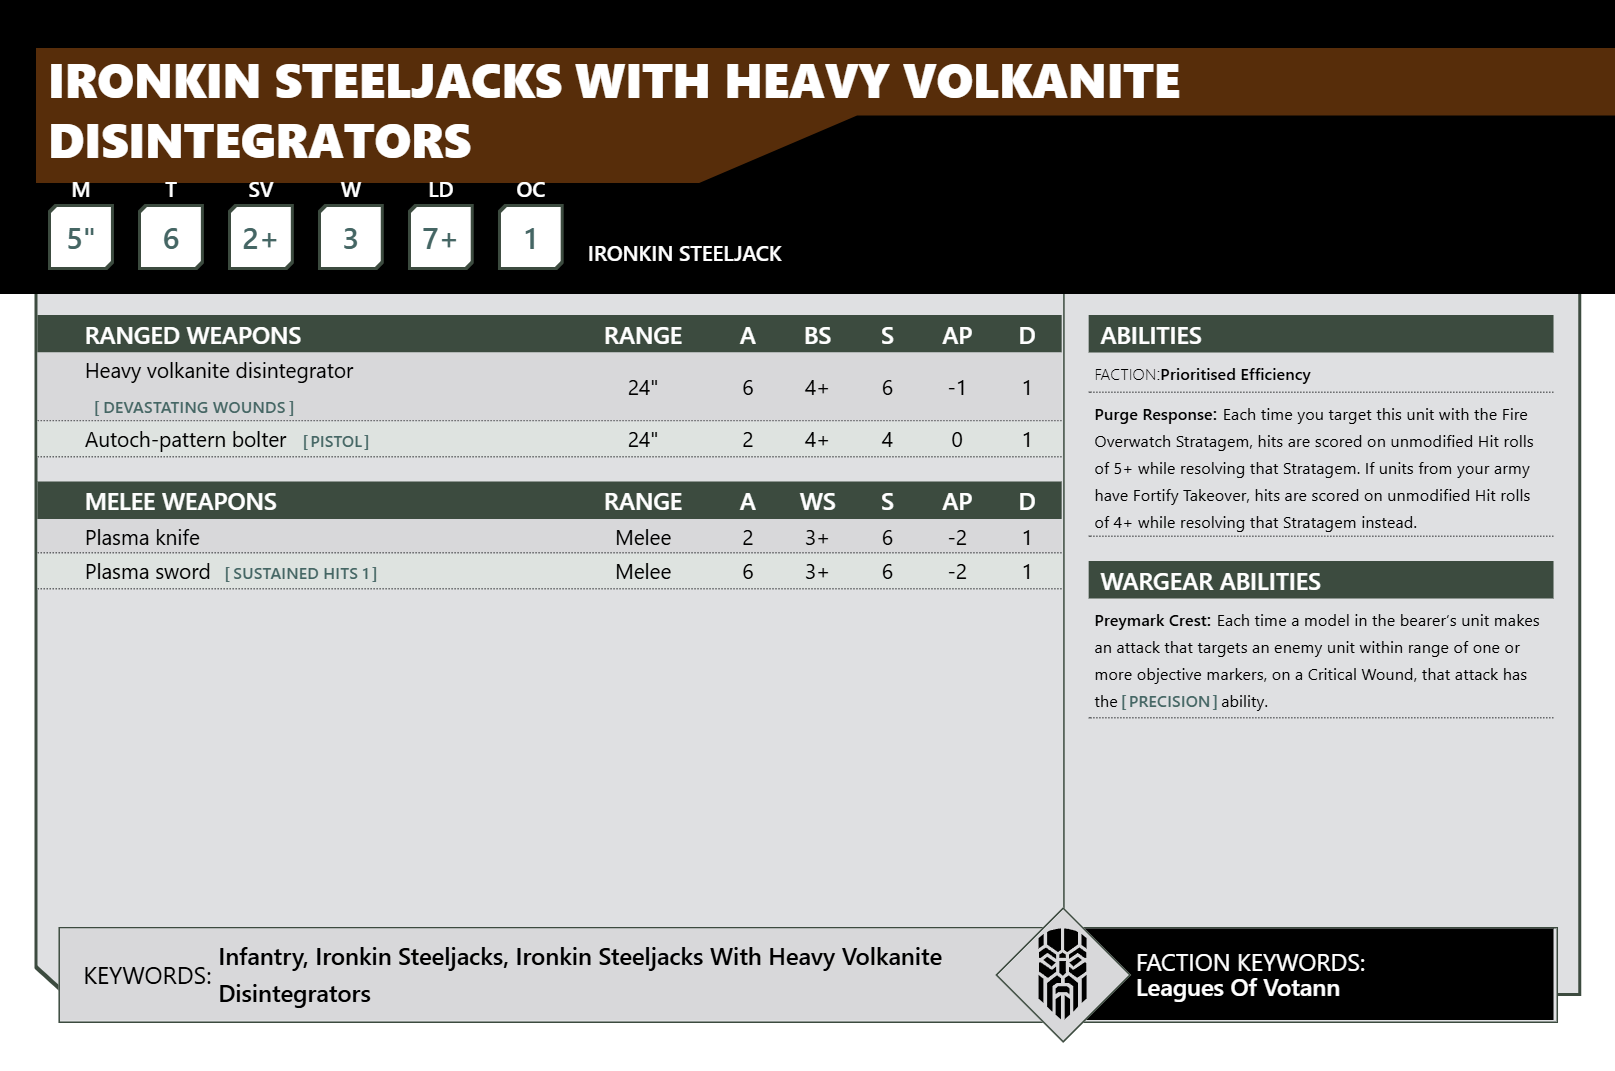 IRONKIN STEELJACKS WITH HEAVY VOLKANITE
DISINTEGRATORS
M T SV W LD OC
5" 6 2+ 3 7+ 1 IRONKIN STEELJACK
RANGED WEAPONS RANGE A BS S AP D
Heavy volkanite disintegrator
[ DEVASTATING WOUNDS ] 24" 6 4+ 6 -1 1
Autoch-pattern bolter [ PISTOL ] 24" 2 4+ 4 0 1
MELEE WEAPONS RANGE A WS S AP D
Plasma knife Melee 2 3+ 6 -2 1
Plasma sword [ SUSTAINED HITS 1 ] Melee 6 3+ 6 -2 1
ABILITIES
FACTION:Prioritised Efficiency
Purge Response: Each time you target this unit with the Fire
Overwatch Stratagem, hits are scored on unmodified Hit rolls
of 5+ while resolving that Stratagem. If units from your army
have Fortify Takeover, hits are scored on unmodified Hit rolls
of 4+ while resolving that Stratagem instead.
WARGEAR ABILITIES
Preymark Crest: Each time a model in the bearer’s unit makes
an attack that targets an enemy unit within range of one or
more objective markers, on a Critical Wound, that attack has
the [ PRECISION ] ability.
KEYWORDS: Infantry, Ironkin Steeljacks, Ironkin Steeljacks With Heavy Volkanite
Disintegrators
FACTION KEYWORDS:
Leagues Of Votann